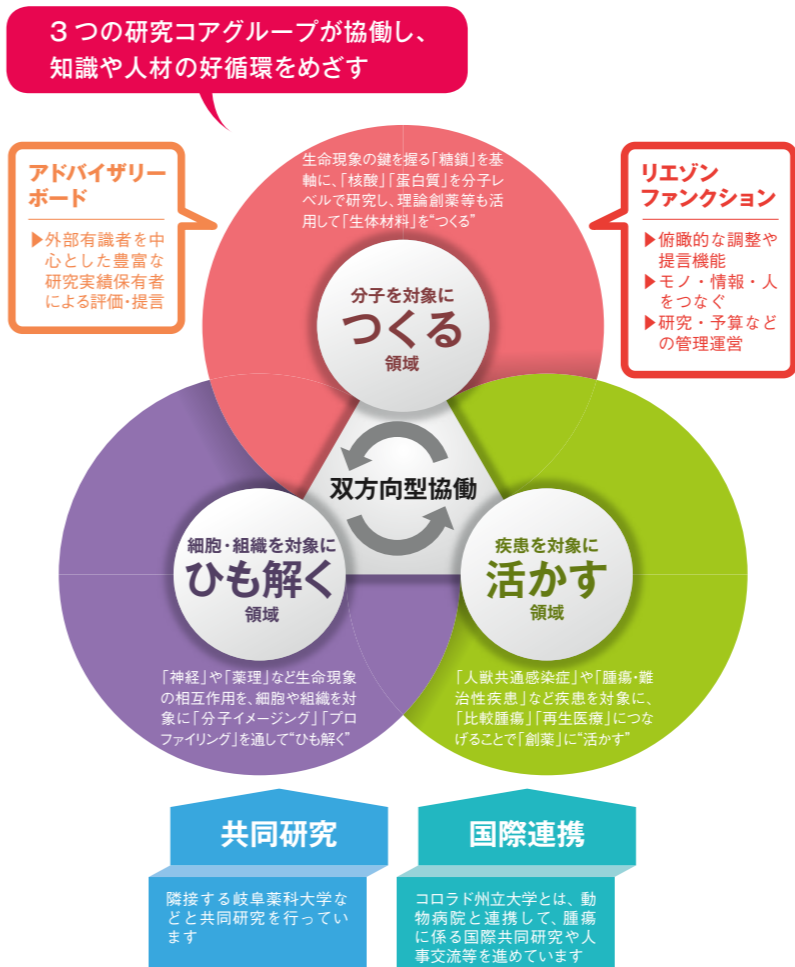 3つの研究コアグループが協働し、
知識や人材の好循環をめざす
アドバイザリー
ボード
▶外部有識者を中
心とした豊富な
研究実績保有者
による評価・提言
生命現象の鍵を握る「糖鎖」を基
軸に、「核酸」「蛋白質」を分子レ
ベルで研究し、理論創薬等も活
用して「生体材料」を“つくる”
リエゾン
ファンクション
▶俯瞰的な調整や
提言機能
▶モノ・情報・人
をつなぐ
▶研究・予算など
の管理運営
分子を対象に
つくる
領域
双方向型協働
細胞・組織を対象に
ひも解く
領域
疾患を対象に
活かす
領域
「神経」や「薬理」など生命現象
の相互作用を、細胞や組織を対
象に「分子イメージング」「プロ
ファイリング」を通して“ひも解く”
「人獣共通感染症」や「腫瘍・難
治性疾患」など疾患を対象に、
「比較腫瘍」「再生医療」につな
げることで「創薬」に“活かす”
共同研究
隣接する岐阜薬科大学な
どと共同研究を行ってい
ます
国際連携
コロラド州立大学とは、動
物病院と連携して、腫瘍
に係る国際共同研究や人
事交流等を進めています